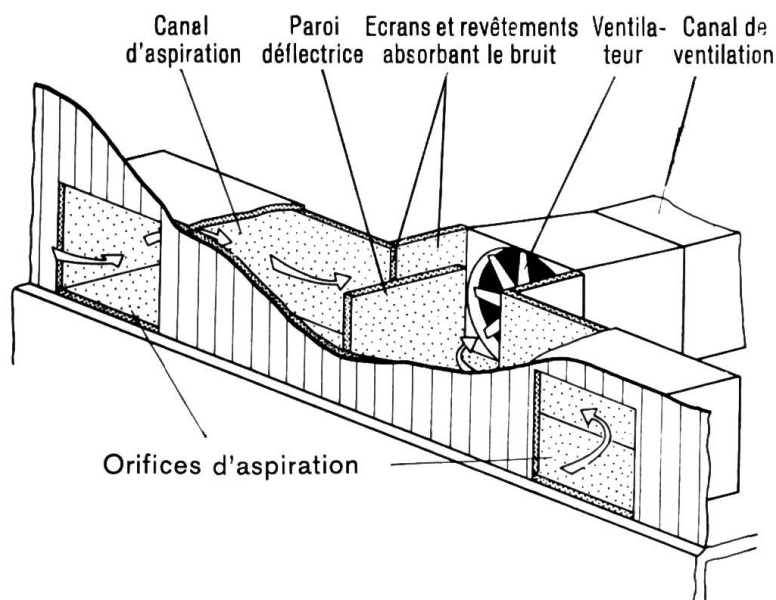 Canal
d'aspiration
Paroi
déflectrice
Ecrans et revêtements
absorbant le bruit
Ventila-
teur
Canal de
ventilation
Orifices d'aspiration